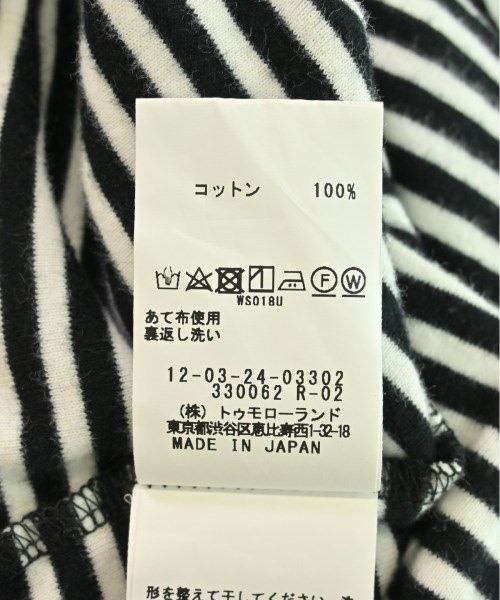 コットン 100%
F W
WS018U
あて布使用
裏返し洗い
12-03-24-03302
330062 R-02
(株) トゥモローランド
東京都渋谷区恵比寿西1-32-18
MADE IN JAPAN
形を整えて干してください